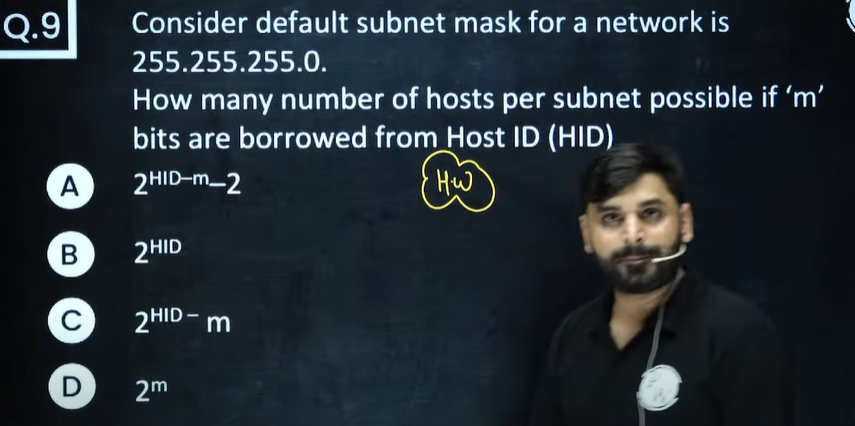 Q.9
Consider default subnet mask for a network is
255.255.255.0.
How many number of hosts per subnet possible if ‘m’
bits are borrowed from Host ID (HID)
H.W
A 2^HID–m–2
B 2^HID
C 2^HID – m
D 2^m